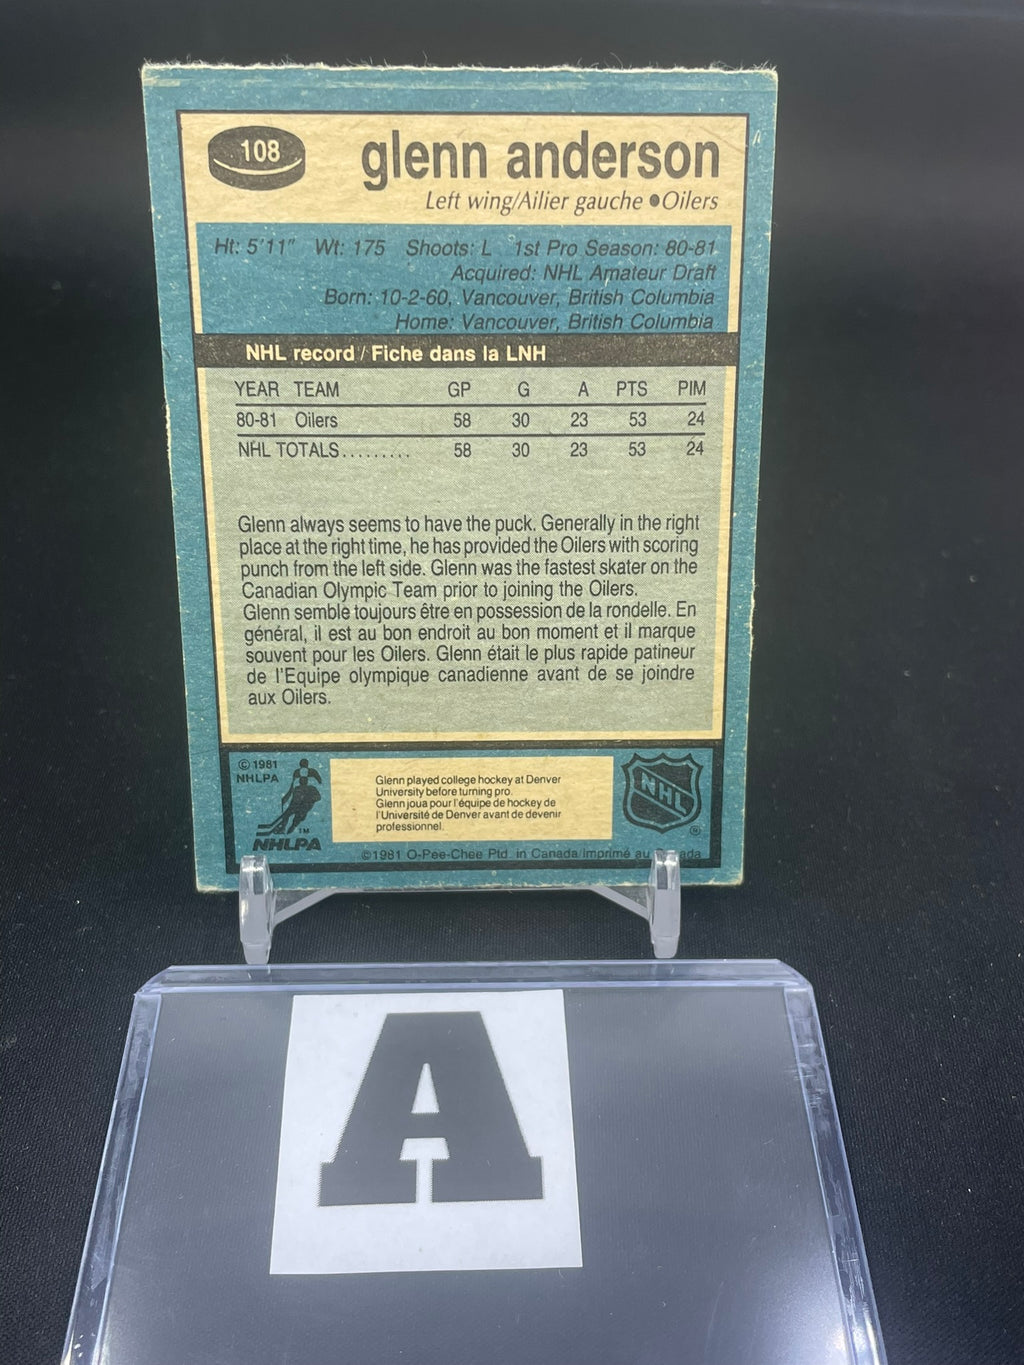 108
glenn anderson
Left wing/Ailier gauche ● Oilers
Ht: 5'11" Wt: 175 Shoots: L 1st Pro Season: 80-81
Acquired: NHL Amateur Draft
Born: 10-2-60, Vancouver, British Columbia
Home: Vancouver, British Columbia
NHL record / Fiche dans la LNH
YEAR TEAM GP G A PTS PIM
80-81 Oilers 58 30 23 53 24
NHL TOTALS......... 58 30 23 53 24
Glenn always seems to have the puck. Generally in the right
place at the right time, he has provided the Oilers with scoring
punch from the left side. Glenn was the fastest skater on the
Canadian Olympic Team prior to joining the Oilers.
Glenn semble toujours être en possession de la rondelle. En
général, il est au bon endroit au bon moment et il marque
souvent pour les Oilers. Glenn était le plus rapide patineur
de l'Equipe olympique canadienne avant de se joindre
aux Oilers.
© 1981
NHLPA
TM
NHLPA
Glenn played college hockey at Denver
University before turning pro.
Glenn joua pour l'équipe de hockey de
l'Université de Denver avant de devenir
professionnel.
NHL
®
©1981 O-Pee-Chee Ptd. in Canada/Imprimé au
A